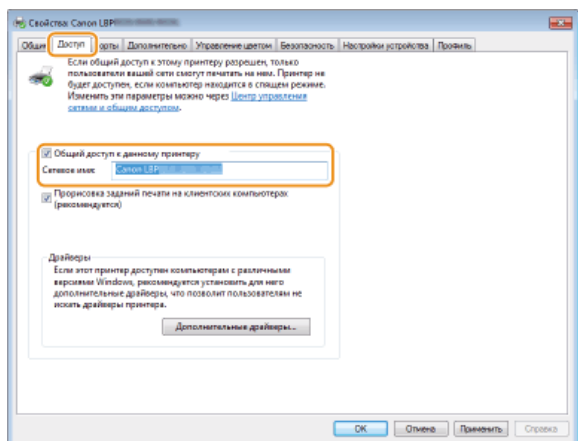 Свойства: Canon LBP
Общие Доступ орты Дополнительно Управление цветом Безопасность Настройки устройства Профиль
Если общий доступ к этому принтеру разрешен, только
пользователи вашей сети смогут печатать на нем. Принтер не
будет доступен, если компьютер находится в спящем режиме.
Изменить эти параметры можно через Центр управления
сетями и общим доступом.
Общий доступ к данному принтеру
Сетевое имя: Canon LBP
Прорисовка заданий печати на клиентских компьютерах
(рекомендуется)
Драйверы
Если этот принтер доступен компьютерам с различными
версиями Windows, рекомендуется установить для него
дополнительные драйверы, что позволит пользователям не
искать драйверы принтера.
Дополнительные драйверы...
OK Отмена Применить Справка